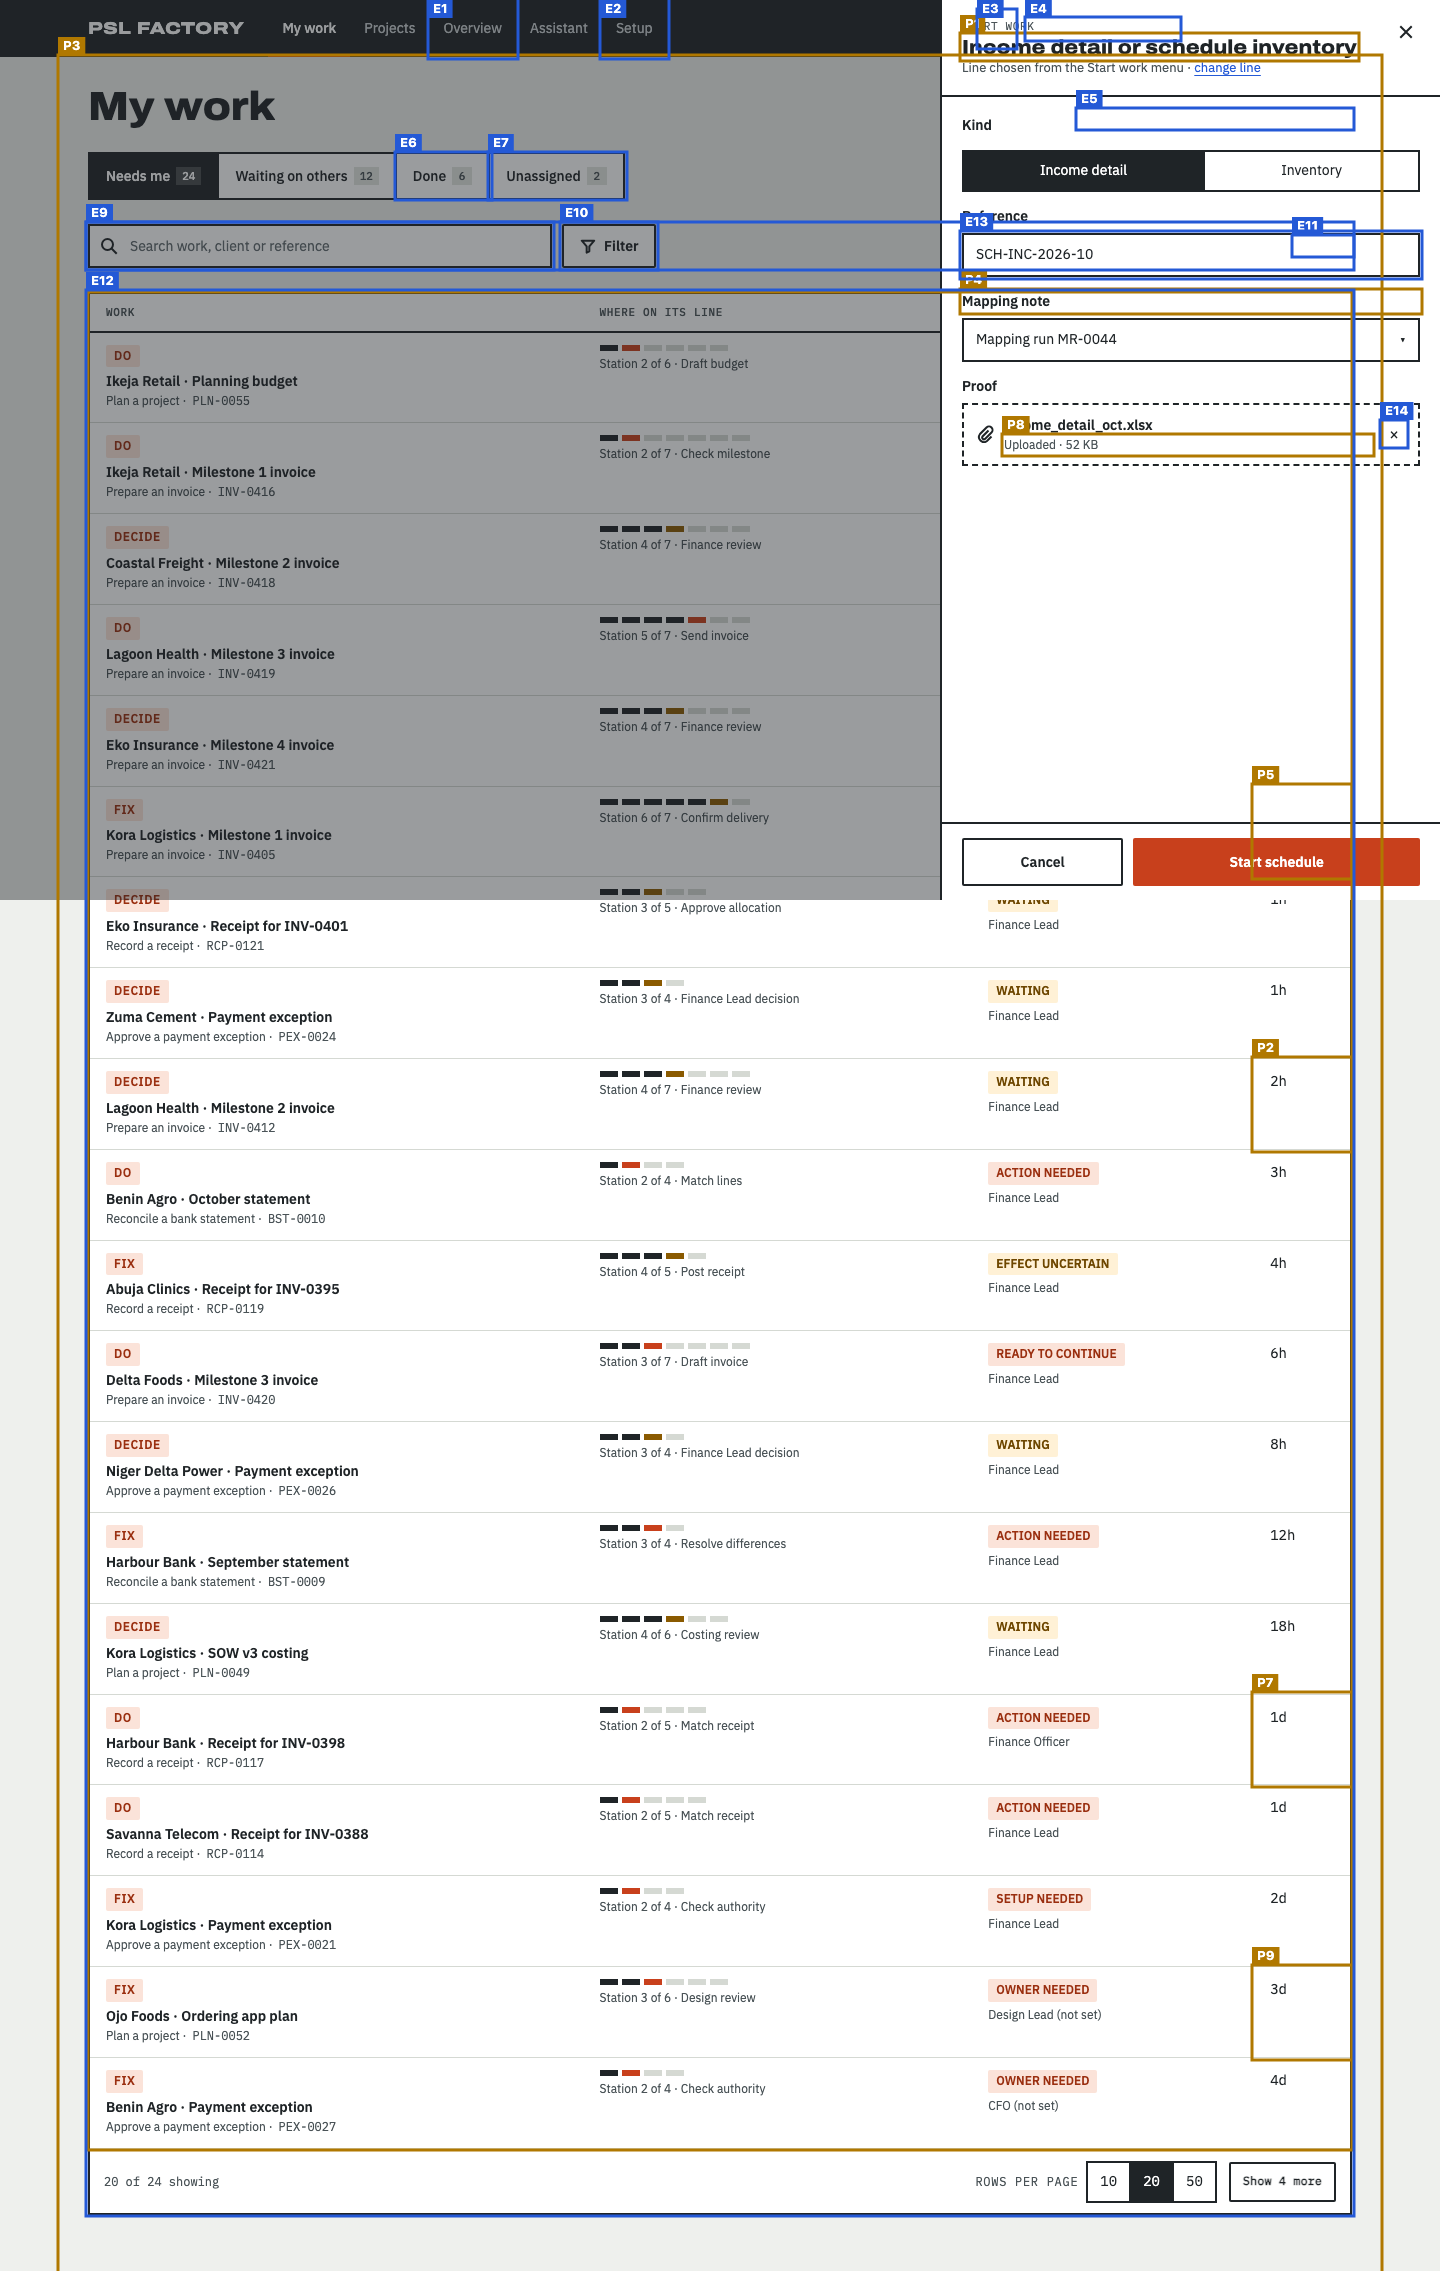 PSL FACTORY
My work
Projects
E1
Overview
Assistant
E2
Setup
E3
E4
P3
Income detail or schedule inventory
Line chosen from the Start work menu · change line
My work
E5
Kind
E6
E7
Needs me 24
Waiting on others 12
Done 6
Unassigned 2
Income detail
Inventory
E9
E10
E13
E11
Search work, client or reference
Filter
SCH-INC-2026-10
E12
P4
Mapping note
Mapping run MR-0044
Proof
E14
P8
Uploaded · 52 KB
WORK
WHERE ON ITS LINE
DO
Ikeja Retail · Planning budget
Plan a project · PLN-0055
Station 2 of 6 · Draft budget
DO
Ikeja Retail · Milestone 1 invoice
Prepare an invoice · INV-0416
Station 2 of 7 · Check milestone
DECIDE
Coastal Freight · Milestone 2 invoice
Prepare an invoice · INV-0418
Station 4 of 7 · Finance review
DO
Lagoon Health · Milestone 3 invoice
Prepare an invoice · INV-0419
Station 5 of 7 · Send invoice
DECIDE
Eko Insurance · Milestone 4 invoice
Prepare an invoice · INV-0421
Station 4 of 7 · Finance review
P5
FIX
Kora Logistics · Milestone 1 invoice
Prepare an invoice · INV-0405
Station 6 of 7 · Confirm delivery
Cancel
Start schedule
DECIDE
Eko Insurance · Receipt for INV-0401
Record a receipt · RCP-0121
Station 3 of 5 · Approve allocation
WAITING
Finance Lead
1h
DECIDE
Zuma Cement · Payment exception
Approve a payment exception · PEX-0024
Station 3 of 4 · Finance Lead decision
WAITING
Finance Lead
1h
P2
DECIDE
Lagoon Health · Milestone 2 invoice
Prepare an invoice · INV-0412
Station 4 of 7 · Finance review
WAITING
Finance Lead
2h
DO
Benin Agro · October statement
Reconcile a bank statement · BST-0010
Station 2 of 4 · Match lines
ACTION NEEDED
Finance Lead
3h
FIX
Abuja Clinics · Receipt for INV-0395
Record a receipt · RCP-0119
Station 4 of 5 · Post receipt
EFFECT UNCERTAIN
Finance Lead
4h
DO
Delta Foods · Milestone 3 invoice
Prepare an invoice · INV-0420
Station 3 of 7 · Draft invoice
READY TO CONTINUE
Finance Lead
6h
DECIDE
Niger Delta Power · Payment exception
Approve a payment exception · PEX-0026
Station 3 of 4 · Finance Lead decision
WAITING
Finance Lead
8h
FIX
Harbour Bank · September statement
Reconcile a bank statement · BST-0009
Station 3 of 4 · Resolve differences
ACTION NEEDED
Finance Lead
12h
DECIDE
Kora Logistics · SOW v3 costing
Plan a project · PLN-0049
Station 4 of 6 · Costing review
WAITING
Finance Lead
18h
P7
DO
Harbour Bank · Receipt for INV-0398
Record a receipt · RCP-0117
Station 2 of 5 · Match receipt
ACTION NEEDED
Finance Officer
1d
DO
Savanna Telecom · Receipt for INV-0388
Record a receipt · RCP-0114
Station 2 of 5 · Match receipt
ACTION NEEDED
Finance Lead
1d
FIX
Kora Logistics · Payment exception
Approve a payment exception · PEX-0021
Station 2 of 4 · Check authority
SETUP NEEDED
Finance Lead
2d
P9
FIX
Ojo Foods · Ordering app plan
Plan a project · PLN-0052
Station 3 of 6 · Design review
OWNER NEEDED
Design Lead (not set)
3d
FIX
Benin Agro · Payment exception
Approve a payment exception · PEX-0027
Station 2 of 4 · Check authority
OWNER NEEDED
CFO (not set)
4d
20 of 24 showing
ROWS PER PAGE
10
20
50
Show 4 more